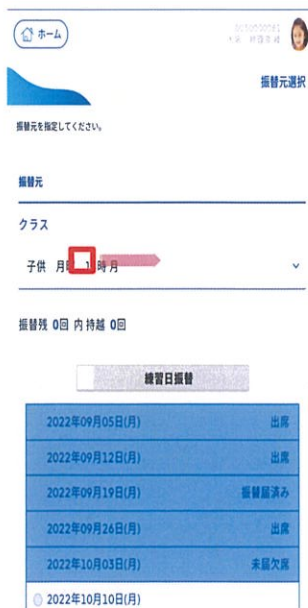 ホーム
振替元選択
振替元を指定してください。
振替元
クラス
子供 月曜 1 時 月
振替残 0回 内 持越 0回
練習日振替
2022年09月05日(月) 出席
2022年09月12日(月) 出席
2022年09月19日(月) 振替届済み
2022年09月26日(月) 出席
2022年10月03日(月) 未届欠席
2022年10月10日(月)